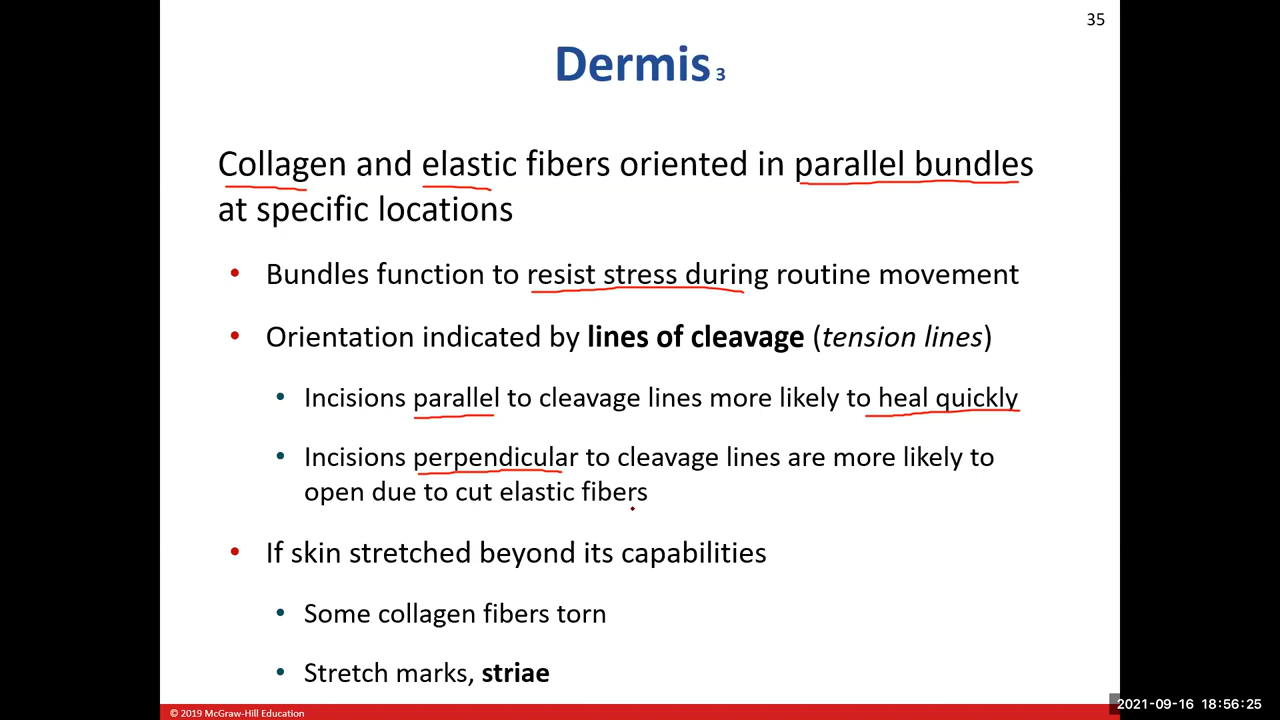 35
Dermis 3
Collagen and elastic fibers oriented in parallel bundles
at specific locations
• Bundles function to resist stress during routine movement
• Orientation indicated by lines of cleavage (tension lines)
• Incisions parallel to cleavage lines more likely to heal quickly
• Incisions perpendicular to cleavage lines are more likely to
open due to cut elastic fibers
• If skin stretched beyond its capabilities
• Some collagen fibers torn
• Stretch marks, striae
© 2019 McGraw-Hill Education
2021-09-16 18:56:25